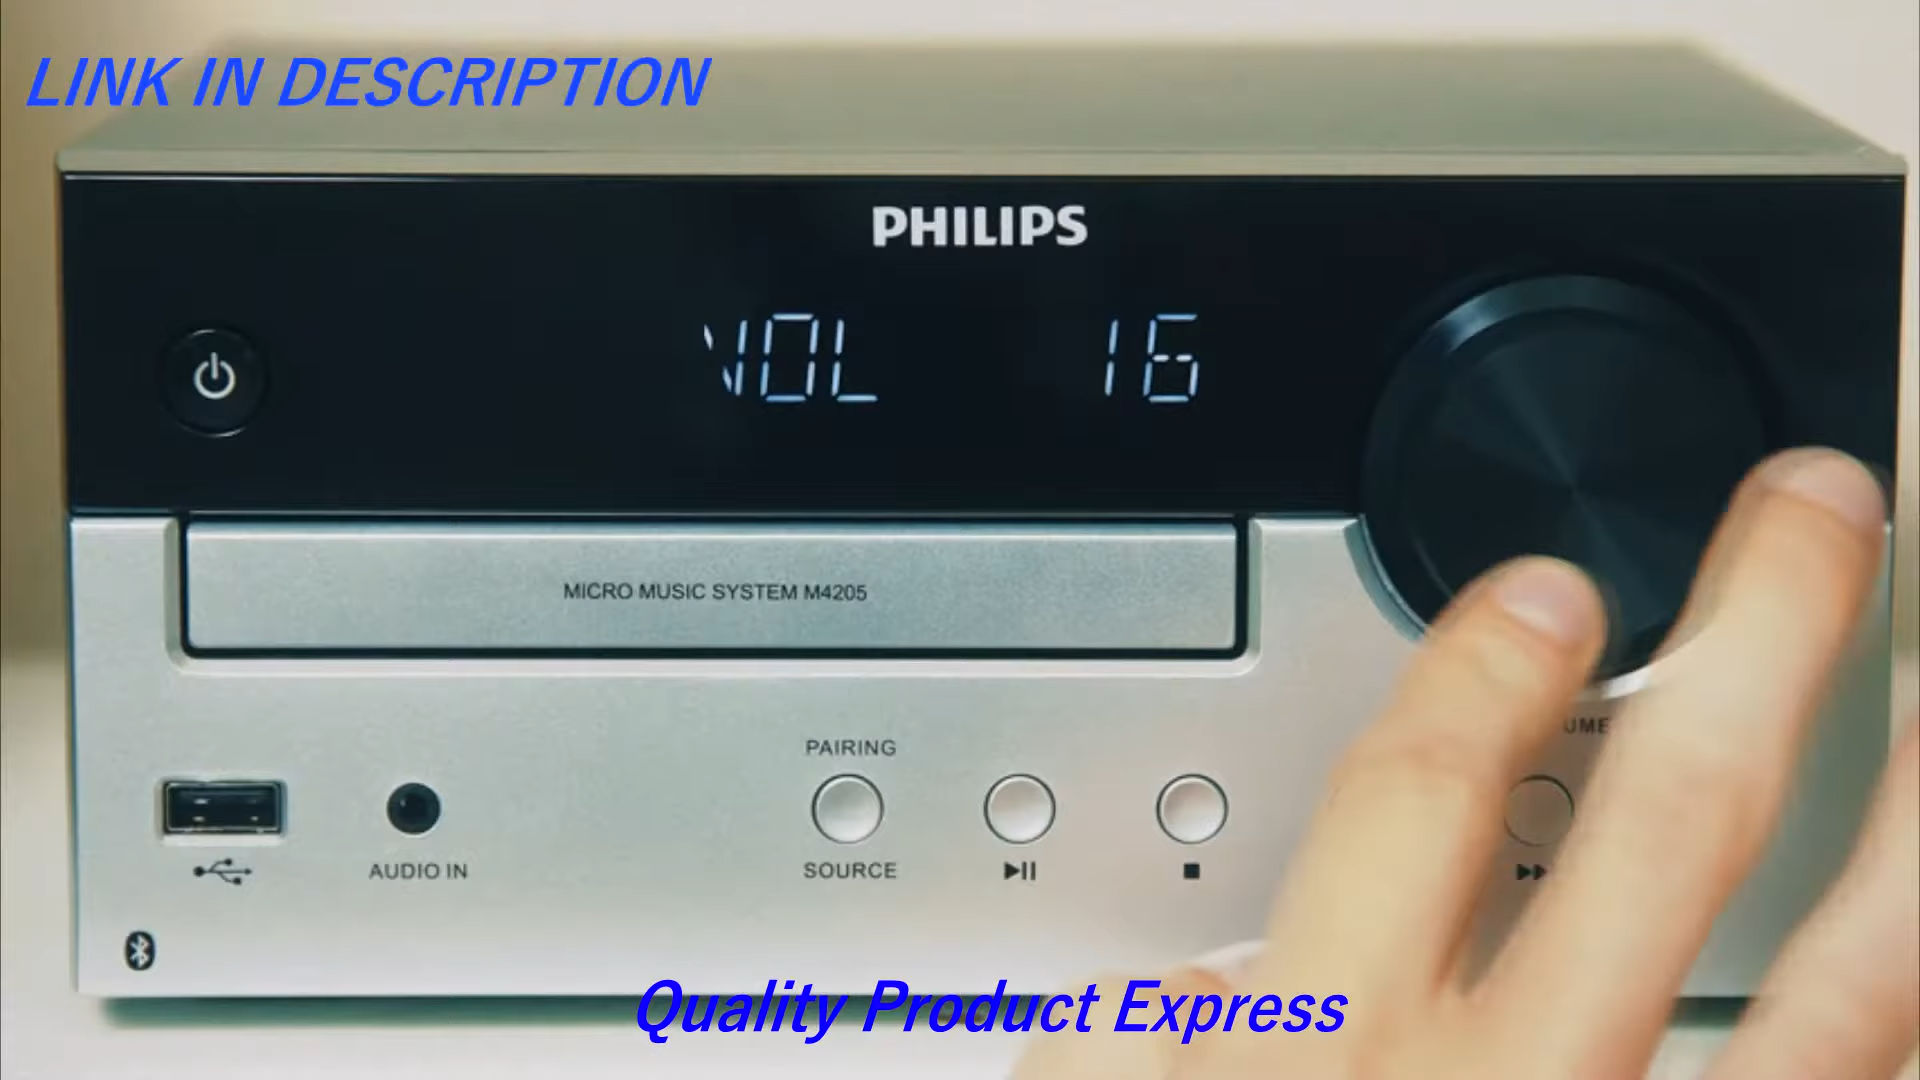 LINK IN DESCRIPTION
PHILIPS
VOL 16
MICRO MUSIC SYSTEM M4205
PAIRING
AUDIO IN
SOURCE
Quality Product Express